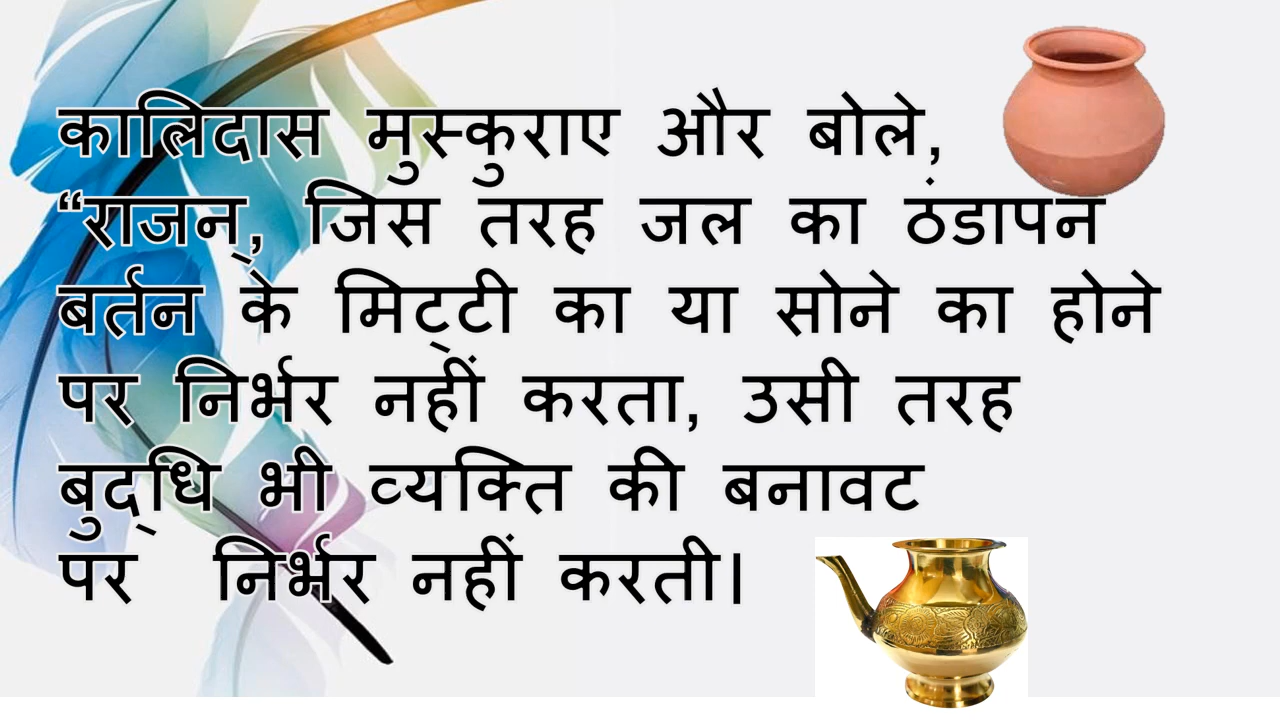 कालिदास मुस्कुराए और बोले,
“राजन्, जिस तरह जल का ठंडापन
बर्तन के मिट्टी का या सोने का होने
पर निर्भर नहीं करता, उसी तरह
बुद्धि भी व्यक्ति की बनावट
पर निर्भर नहीं करती।